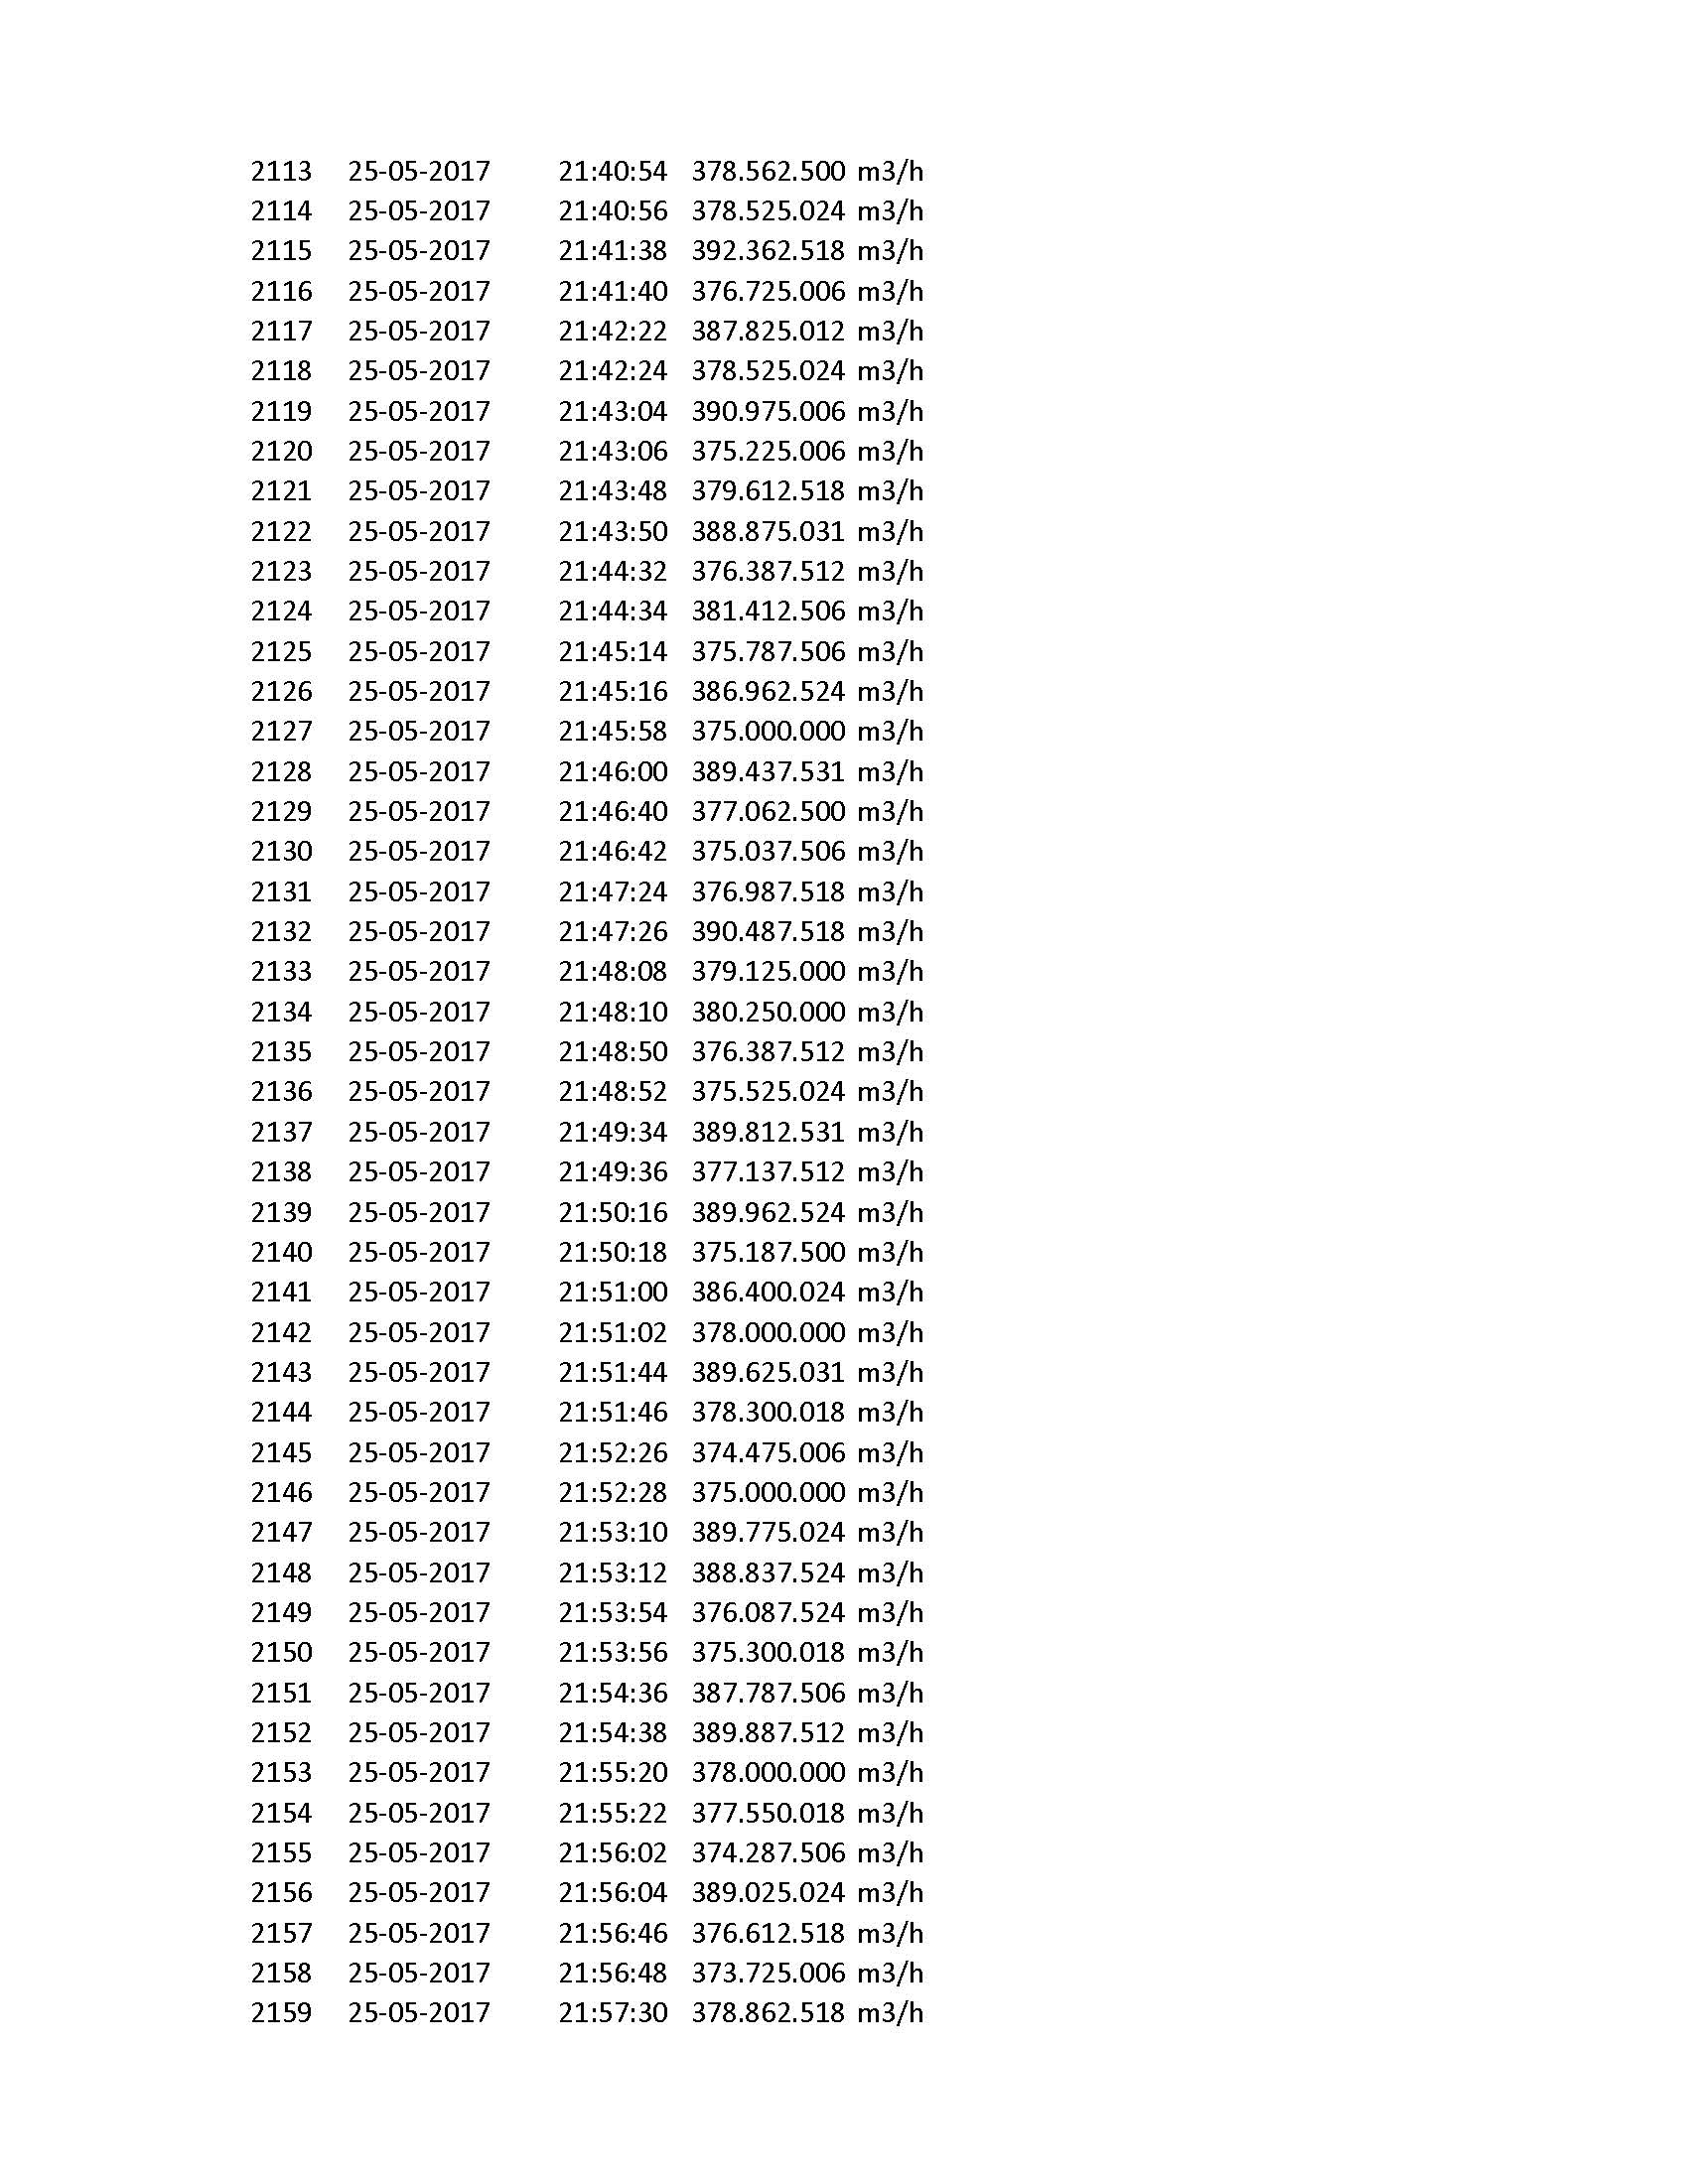 2113 25-05-2017 21:40:54 378.562.500 m3/h
2114 25-05-2017 21:40:56 378.525.024 m3/h
2115 25-05-2017 21:41:38 392.362.518 m3/h
2116 25-05-2017 21:41:40 376.725.006 m3/h
2117 25-05-2017 21:42:22 387.825.012 m3/h
2118 25-05-2017 21:42:24 378.525.024 m3/h
2119 25-05-2017 21:43:04 390.975.006 m3/h
2120 25-05-2017 21:43:06 375.225.006 m3/h
2121 25-05-2017 21:43:48 379.612.518 m3/h
2122 25-05-2017 21:43:50 388.875.031 m3/h
2123 25-05-2017 21:44:32 376.387.512 m3/h
2124 25-05-2017 21:44:34 381.412.506 m3/h
2125 25-05-2017 21:45:14 375.787.506 m3/h
2126 25-05-2017 21:45:16 386.962.524 m3/h
2127 25-05-2017 21:45:58 375.000.000 m3/h
2128 25-05-2017 21:46:00 389.437.531 m3/h
2129 25-05-2017 21:46:40 377.062.500 m3/h
2130 25-05-2017 21:46:42 375.037.506 m3/h
2131 25-05-2017 21:47:24 376.987.518 m3/h
2132 25-05-2017 21:47:26 390.487.518 m3/h
2133 25-05-2017 21:48:08 379.125.000 m3/h
2134 25-05-2017 21:48:10 380.250.000 m3/h
2135 25-05-2017 21:48:50 376.387.512 m3/h
2136 25-05-2017 21:48:52 375.525.024 m3/h
2137 25-05-2017 21:49:34 389.812.531 m3/h
2138 25-05-2017 21:49:36 377.137.512 m3/h
2139 25-05-2017 21:50:16 389.962.524 m3/h
2140 25-05-2017 21:50:18 375.187.500 m3/h
2141 25-05-2017 21:51:00 386.400.024 m3/h
2142 25-05-2017 21:51:02 378.000.000 m3/h
2143 25-05-2017 21:51:44 389.625.031 m3/h
2144 25-05-2017 21:51:46 378.300.018 m3/h
2145 25-05-2017 21:52:26 374.475.006 m3/h
2146 25-05-2017 21:52:28 375.000.000 m3/h
2147 25-05-2017 21:53:10 389.775.024 m3/h
2148 25-05-2017 21:53:12 388.837.524 m3/h
2149 25-05-2017 21:53:54 376.087.524 m3/h
2150 25-05-2017 21:53:56 375.300.018 m3/h
2151 25-05-2017 21:54:36 387.787.506 m3/h
2152 25-05-2017 21:54:38 389.887.512 m3/h
2153 25-05-2017 21:55:20 378.000.000 m3/h
2154 25-05-2017 21:55:22 377.550.018 m3/h
2155 25-05-2017 21:56:02 374.287.506 m3/h
2156 25-05-2017 21:56:04 389.025.024 m3/h
2157 25-05-2017 21:56:46 376.612.518 m3/h
2158 25-05-2017 21:56:48 373.725.006 m3/h
2159 25-05-2017 21:57:30 378.862.518 m3/h